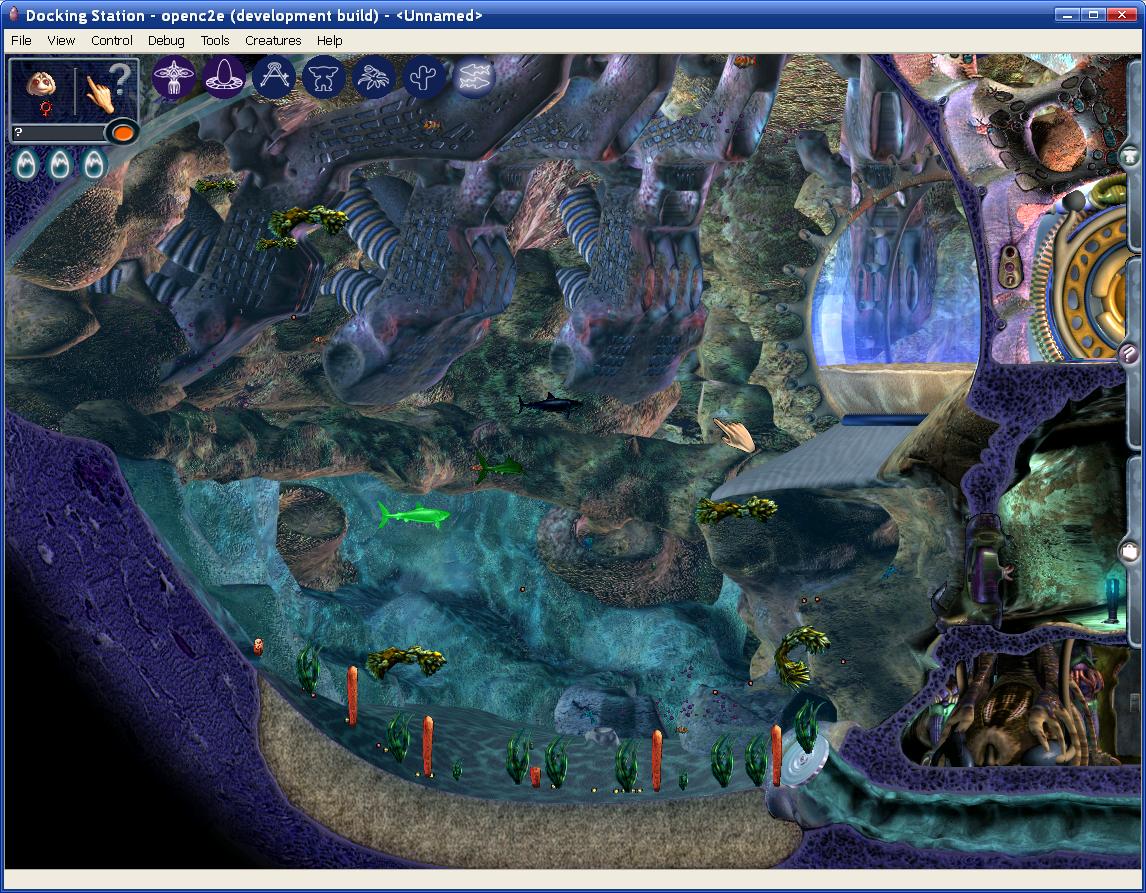 Docking Station - openc2e (development build) - <Unnamed>
File View Control Debug Tools Creatures Help
?
?